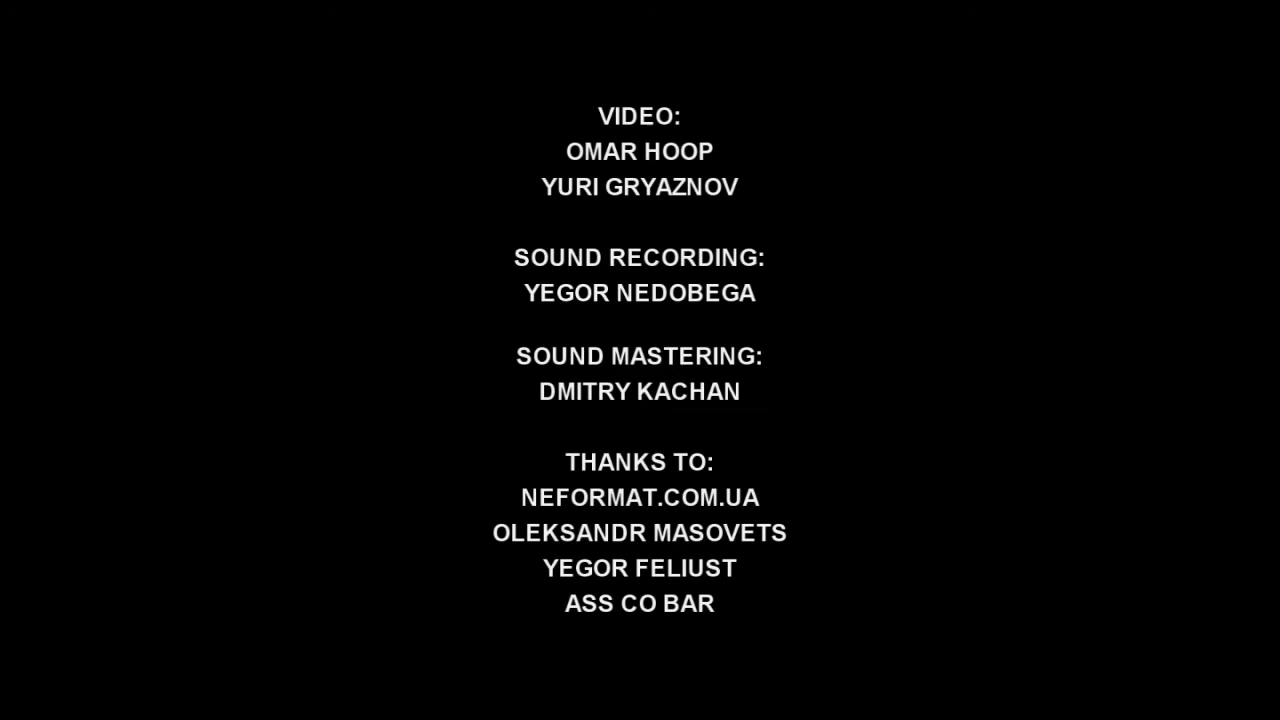 VIDEO:
OMAR HOOP
YURI GRYAZNOV
SOUND RECORDING:
YEGOR NEDOBEGA
SOUND MASTERING:
DMITRY KACHAN
THANKS TO:
NEFORMAT.COM.UA
OLEKSANDR MASOVETS
YEGOR FELIUST
ASS CO BAR